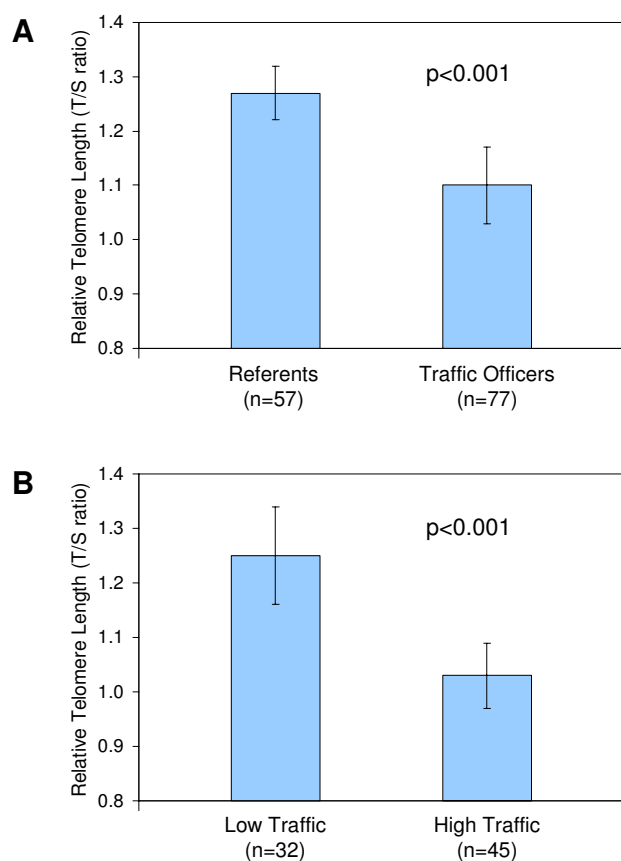 A
Relative Telomere Length (T/S ratio)
1.4
1.3
1.2
1.1
1.0
0.9
0.8
p<0.001
Referents
(n=57)
Traffic Officers
(n=77)
B
Relative Telomere Length (T/S ratio)
1.4
1.3
1.2
1.1
1.0
0.9
0.8
p<0.001
Low Traffic
(n=32)
High Traffic
(n=45)